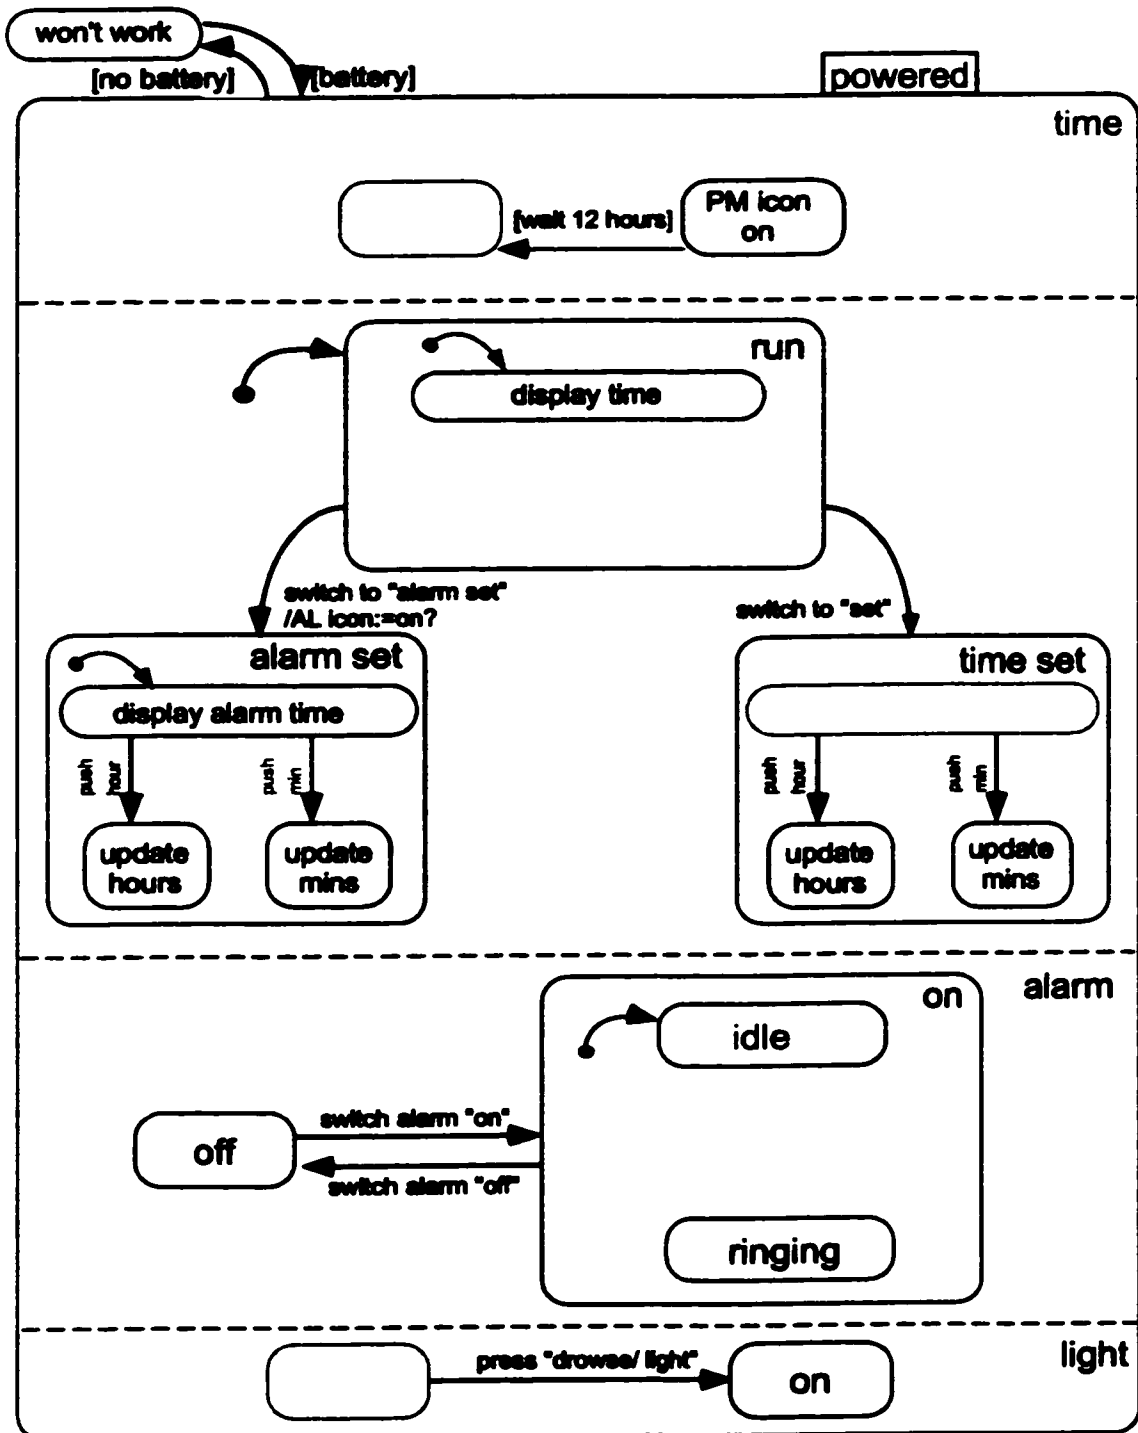 won't work
[no battery]
[battery]
powered
time
PM icon
on
[wait 12 hours]
run
display time
switch to "alarm set"
/AL icon:=on?
switch to "set"
alarm set
display alarm time
push
hour
push
min
update
hours
update
mins
time set
push
hour
push
min
update
hours
update
mins
alarm
on
idle
switch alarm "on"
off
switch alarm "off"
ringing
light
press "drowse/ light"
on